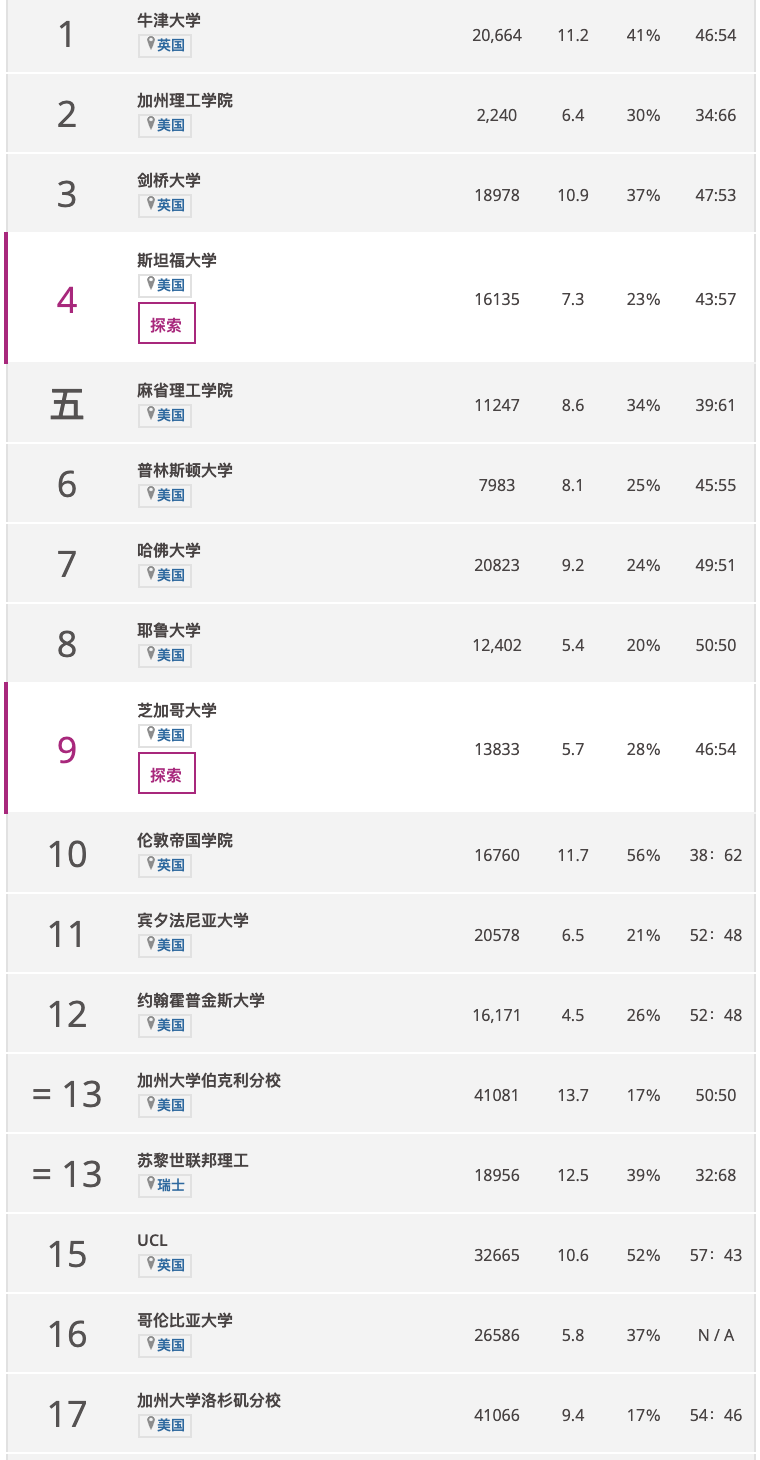 1 牛津大学 20,664 11.2 41% 46:54
英国
2 加州理工学院 2,240 6.4 30% 34:66
美国
3 剑桥大学 18978 10.9 37% 47:53
英国
4 斯坦福大学 16135 7.3 23% 43:57
美国
探索
五 麻省理工学院 11247 8.6 34% 39:61
美国
6 普林斯顿大学 7983 8.1 25% 45:55
美国
7 哈佛大学 20823 9.2 24% 49:51
美国
8 耶鲁大学 12,402 5.4 20% 50:50
美国
9 芝加哥大学 13833 5.7 28% 46:54
美国
探索
10 伦敦帝国学院 16760 11.7 56% 38：62
英国
11 宾夕法尼亚大学 20578 6.5 21% 52：48
美国
12 约翰霍普金斯大学 16,171 4.5 26% 52：48
美国
= 13 加州大学伯克利分校 41081 13.7 17% 50:50
美国
= 13 苏黎世联邦理工 18956 12.5 39% 32:68
瑞士
15 UCL 32665 10.6 52% 57：43
英国
16 哥伦比亚大学 26586 5.8 37% N / A
美国
17 加州大学洛杉矶分校 41066 9.4 17% 54：46
美国